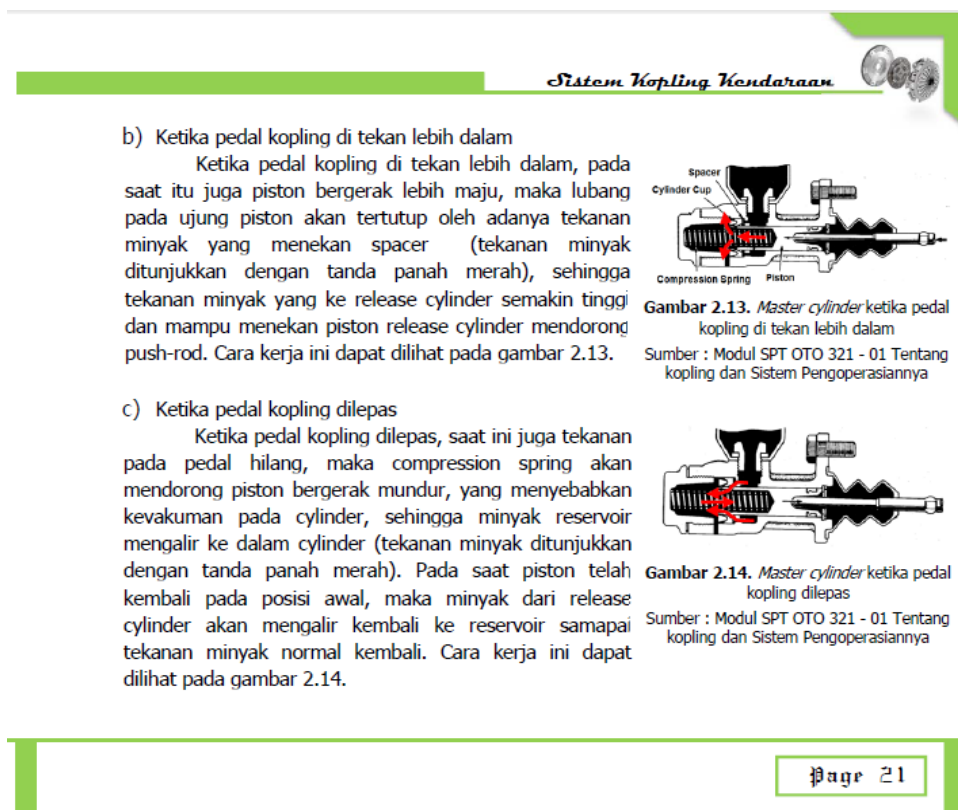 Sistem Kopling Kendaraan
b) Ketika pedal kopling di tekan lebih dalam
Ketika pedal kopling di tekan lebih dalam, pada
saat itu juga piston bergerak lebih maju, maka lubang
pada ujung piston akan tertutup oleh adanya tekanan
minyak yang menekan spacer (tekanan minyak
ditunjukkan dengan tanda panah merah), sehingga
tekanan minyak yang ke release cylinder semakin tinggi
dan mampu menekan piston release cylinder mendorong
push-rod. Cara kerja ini dapat dilihat pada gambar 2.13.
Spacer
Cylinder Cup
Compression Spring
Piston
Gambar 2.13. Master cylinder ketika pedal
kopling di tekan lebih dalam
Sumber : Modul SPT OTO 321 - 01 Tentang
kopling dan Sistem Pengoperasiannya
c) Ketika pedal kopling dilepas
Ketika pedal kopling dilepas, saat ini juga tekanan
pada pedal hilang, maka compression spring akan
mendorong piston bergerak mundur, yang menyebabkan
kevakuman pada cylinder, sehingga minyak reservoir
mengalir ke dalam cylinder (tekanan minyak ditunjukkan
dengan tanda panah merah). Pada saat piston telah
kembali pada posisi awal, maka minyak dari release
cylinder akan mengalir kembali ke reservoir samapai
tekanan minyak normal kembali. Cara kerja ini dapat
dilihat pada gambar 2.14.
Gambar 2.14. Master cylinder ketika pedal
kopling dilepas
Sumber : Modul SPT OTO 321 - 01 Tentang
kopling dan Sistem Pengoperasiannya
Page 21